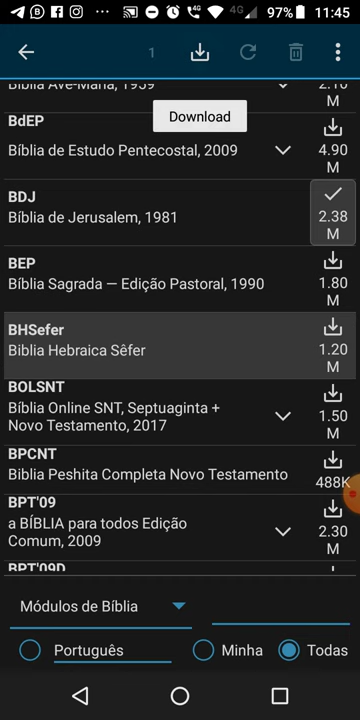 4G 97% 11:45
1
Bíblia Ave-Maria, 1959
2.10
M
Download
BdEP
Bíblia de Estudo Pentecostal, 2009
4.90
M
BDJ
Bíblia de Jerusalem, 1981
2.38
M
BEP
Bíblia Sagrada — Edição Pastoral, 1990
1.80
M
BHSefer
Biblia Hebraica Sêfer
1.20
M
BOLSNT
Bíblia Online SNT, Septuaginta +
Novo Testamento, 2017
1.50
M
BPCNT
Biblia Peshita Completa Novo Testamento
488K
BPT'09
a BÍBLIA para todos Edição
Comum, 2009
2.30
M
BPT'09D
Módulos de Bíblia
Português
Minha
Todas